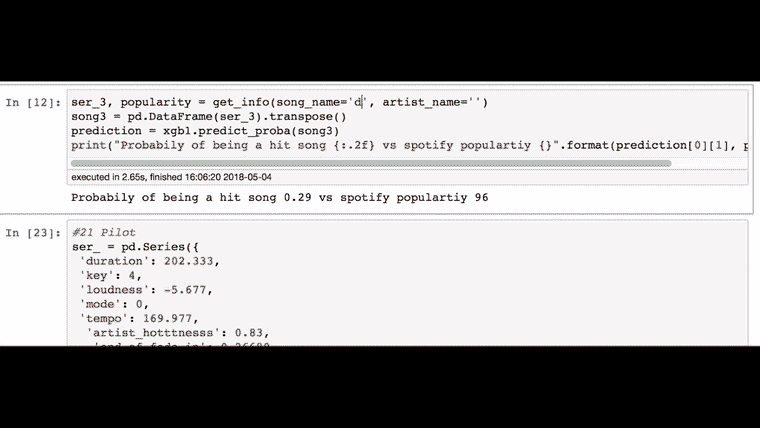 In [12]:
ser_3, popularity = get_info(song_name='d', artist_name='')
song3 = pd.DataFrame(ser_3).transpose()
prediction = xgb1.predict_proba(song3)
print("Probabily of being a hit song {:.2f} vs spotify populartiy {}".format(prediction[0][1], p
executed in 2.65s, finished 16:06:20 2018-05-04
Probabily of being a hit song 0.29 vs spotify populartiy 96
In [23]:
#21 Pilot
ser_ = pd.Series({
'duration': 202.333,
'key': 4,
'loudness': -5.677,
'mode': 0,
'tempo': 169.977,
'artist_hotttnesss': 0.83,